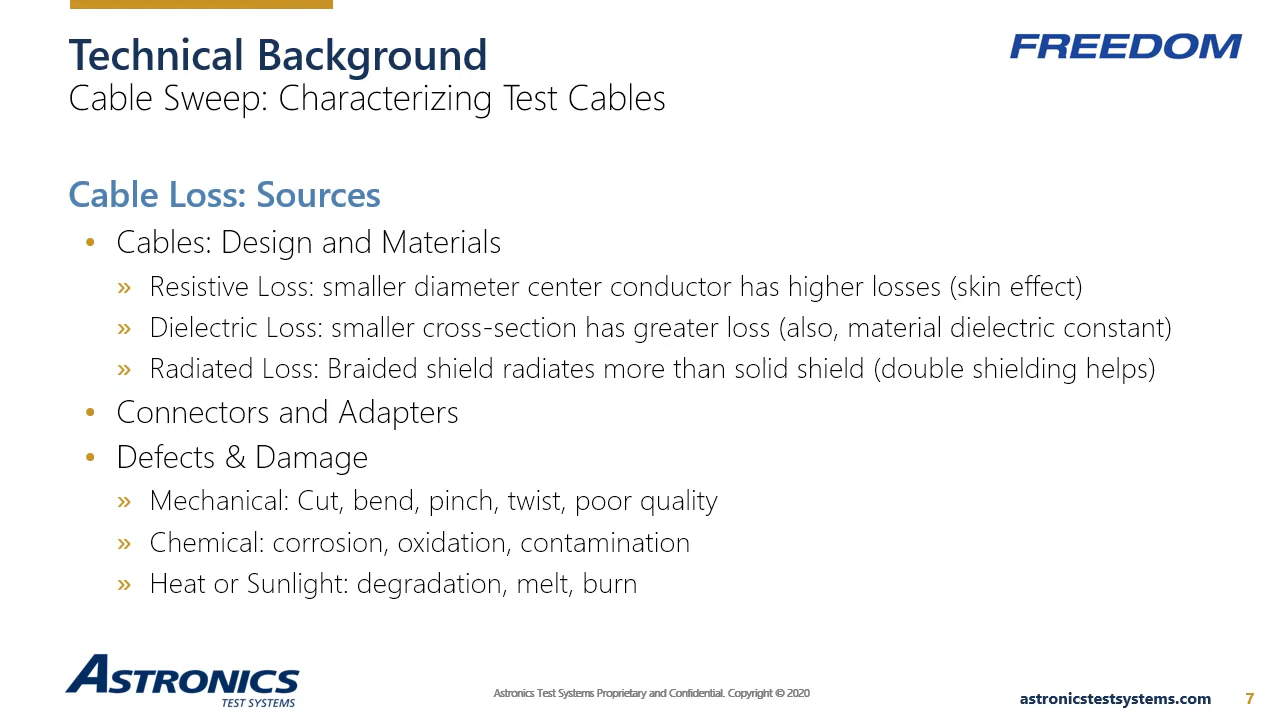 Technical Background
FREEDOM
Cable Sweep: Characterizing Test Cables
Cable Loss: Sources
• Cables: Design and Materials
» Resistive Loss: smaller diameter center conductor has higher losses (skin effect)
» Dielectric Loss: smaller cross-section has greater loss (also, material dielectric constant)
» Radiated Loss: Braided shield radiates more than solid shield (double shielding helps)
• Connectors and Adapters
• Defects & Damage
» Mechanical: Cut, bend, pinch, twist, poor quality
» Chemical: corrosion, oxidation, contamination
» Heat or Sunlight: degradation, melt, burn
ASTRONICS
TEST SYSTEMS
Astronics Test Systems Proprietary and Confidential. Copyright © 2020
astronicstestsystems.com 7